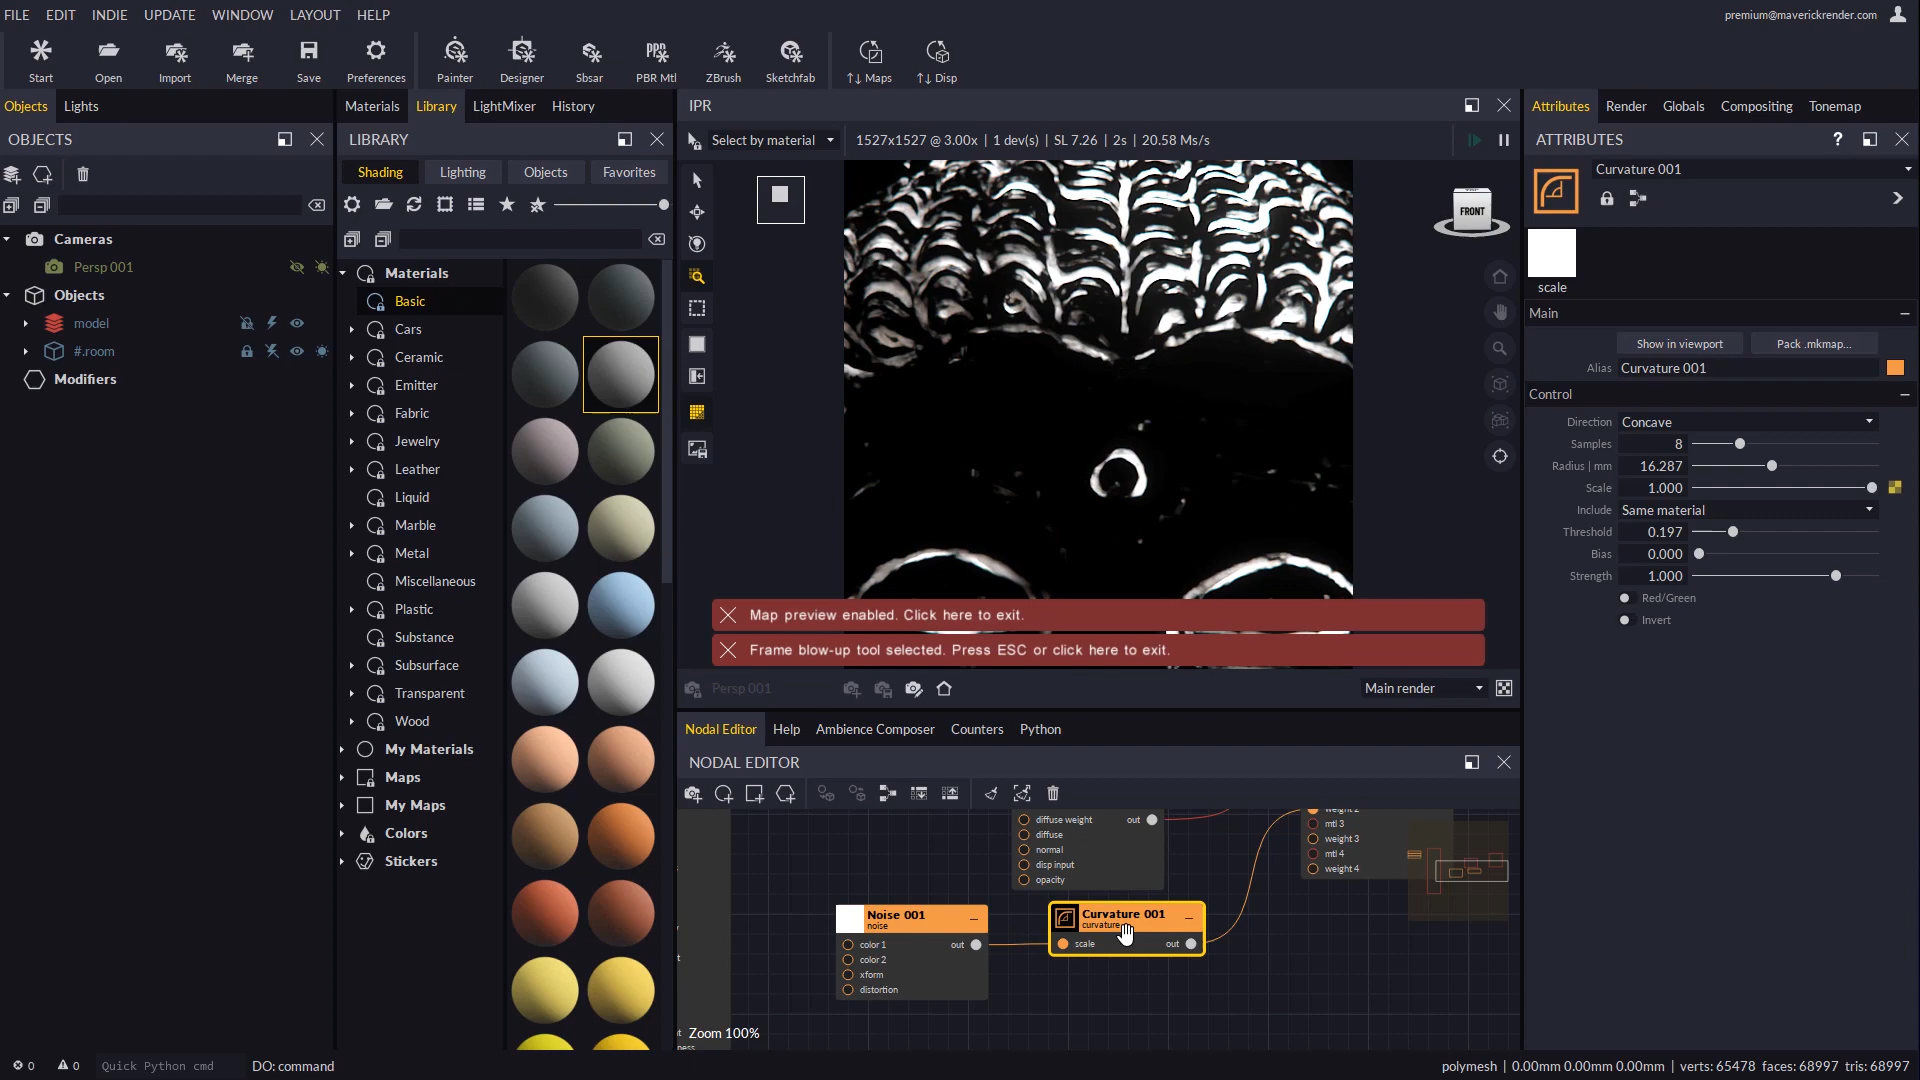 FILE EDIT INDIE UPDATE WINDOW LAYOUT HELP
premium@maverickrender.com
Start Open Import Merge Save Preferences Painter Designer Sbsar PBR Mtl ZBrush Sketchfab ↑↓ Maps ↑↓ Disp
PBR
Objects Lights
OBJECTS
Cameras
Persp 001
Objects
model
#.room
Modifiers
Materials Library LightMixer History
LIBRARY
Shading Lighting Objects Favorites
Materials
Basic
Cars
Ceramic
Emitter
Fabric
Jewelry
Leather
Liquid
Marble
Metal
Miscellaneous
Plastic
Substance
Subsurface
Transparent
Wood
My Materials
Maps
My Maps
Colors
Stickers
IPR
Select by material 1527x1527 @ 3.00x | 1 dev(s) | SL 7.26 | 2s | 20.58 Ms/s
FRONT
Map preview enabled. Click here to exit.
Frame blow-up tool selected. Press ESC or click here to exit.
Persp 001
Main render
Nodal Editor Help Ambience Composer Counters Python
NODAL EDITOR
diffuse weight out
diffuse
normal
disp input
opacity
weight 2
mtl 3
weight 3
mtl 4
weight 4
Noise 001
noise
color 1 out
color 2
xform
distortion
Curvature 001
curvature
scale out
Zoom 100%
Attributes Render Globals Compositing Tonemap
ATTRIBUTES ?
Curvature 001
scale
Main
Show in viewport Pack .mkmap...
Alias Curvature 001
Control
Direction Concave
Samples 8
Radius | mm 16.287
Scale 1.000
Include Same material
Threshold 0.197
Bias 0.000
Strength 1.000
Red/Green
Invert
0 0 Quick Python cmd DO: command
polymesh | 0.00mm 0.00mm 0.00mm | verts: 65478 faces: 68997 tris: 68997